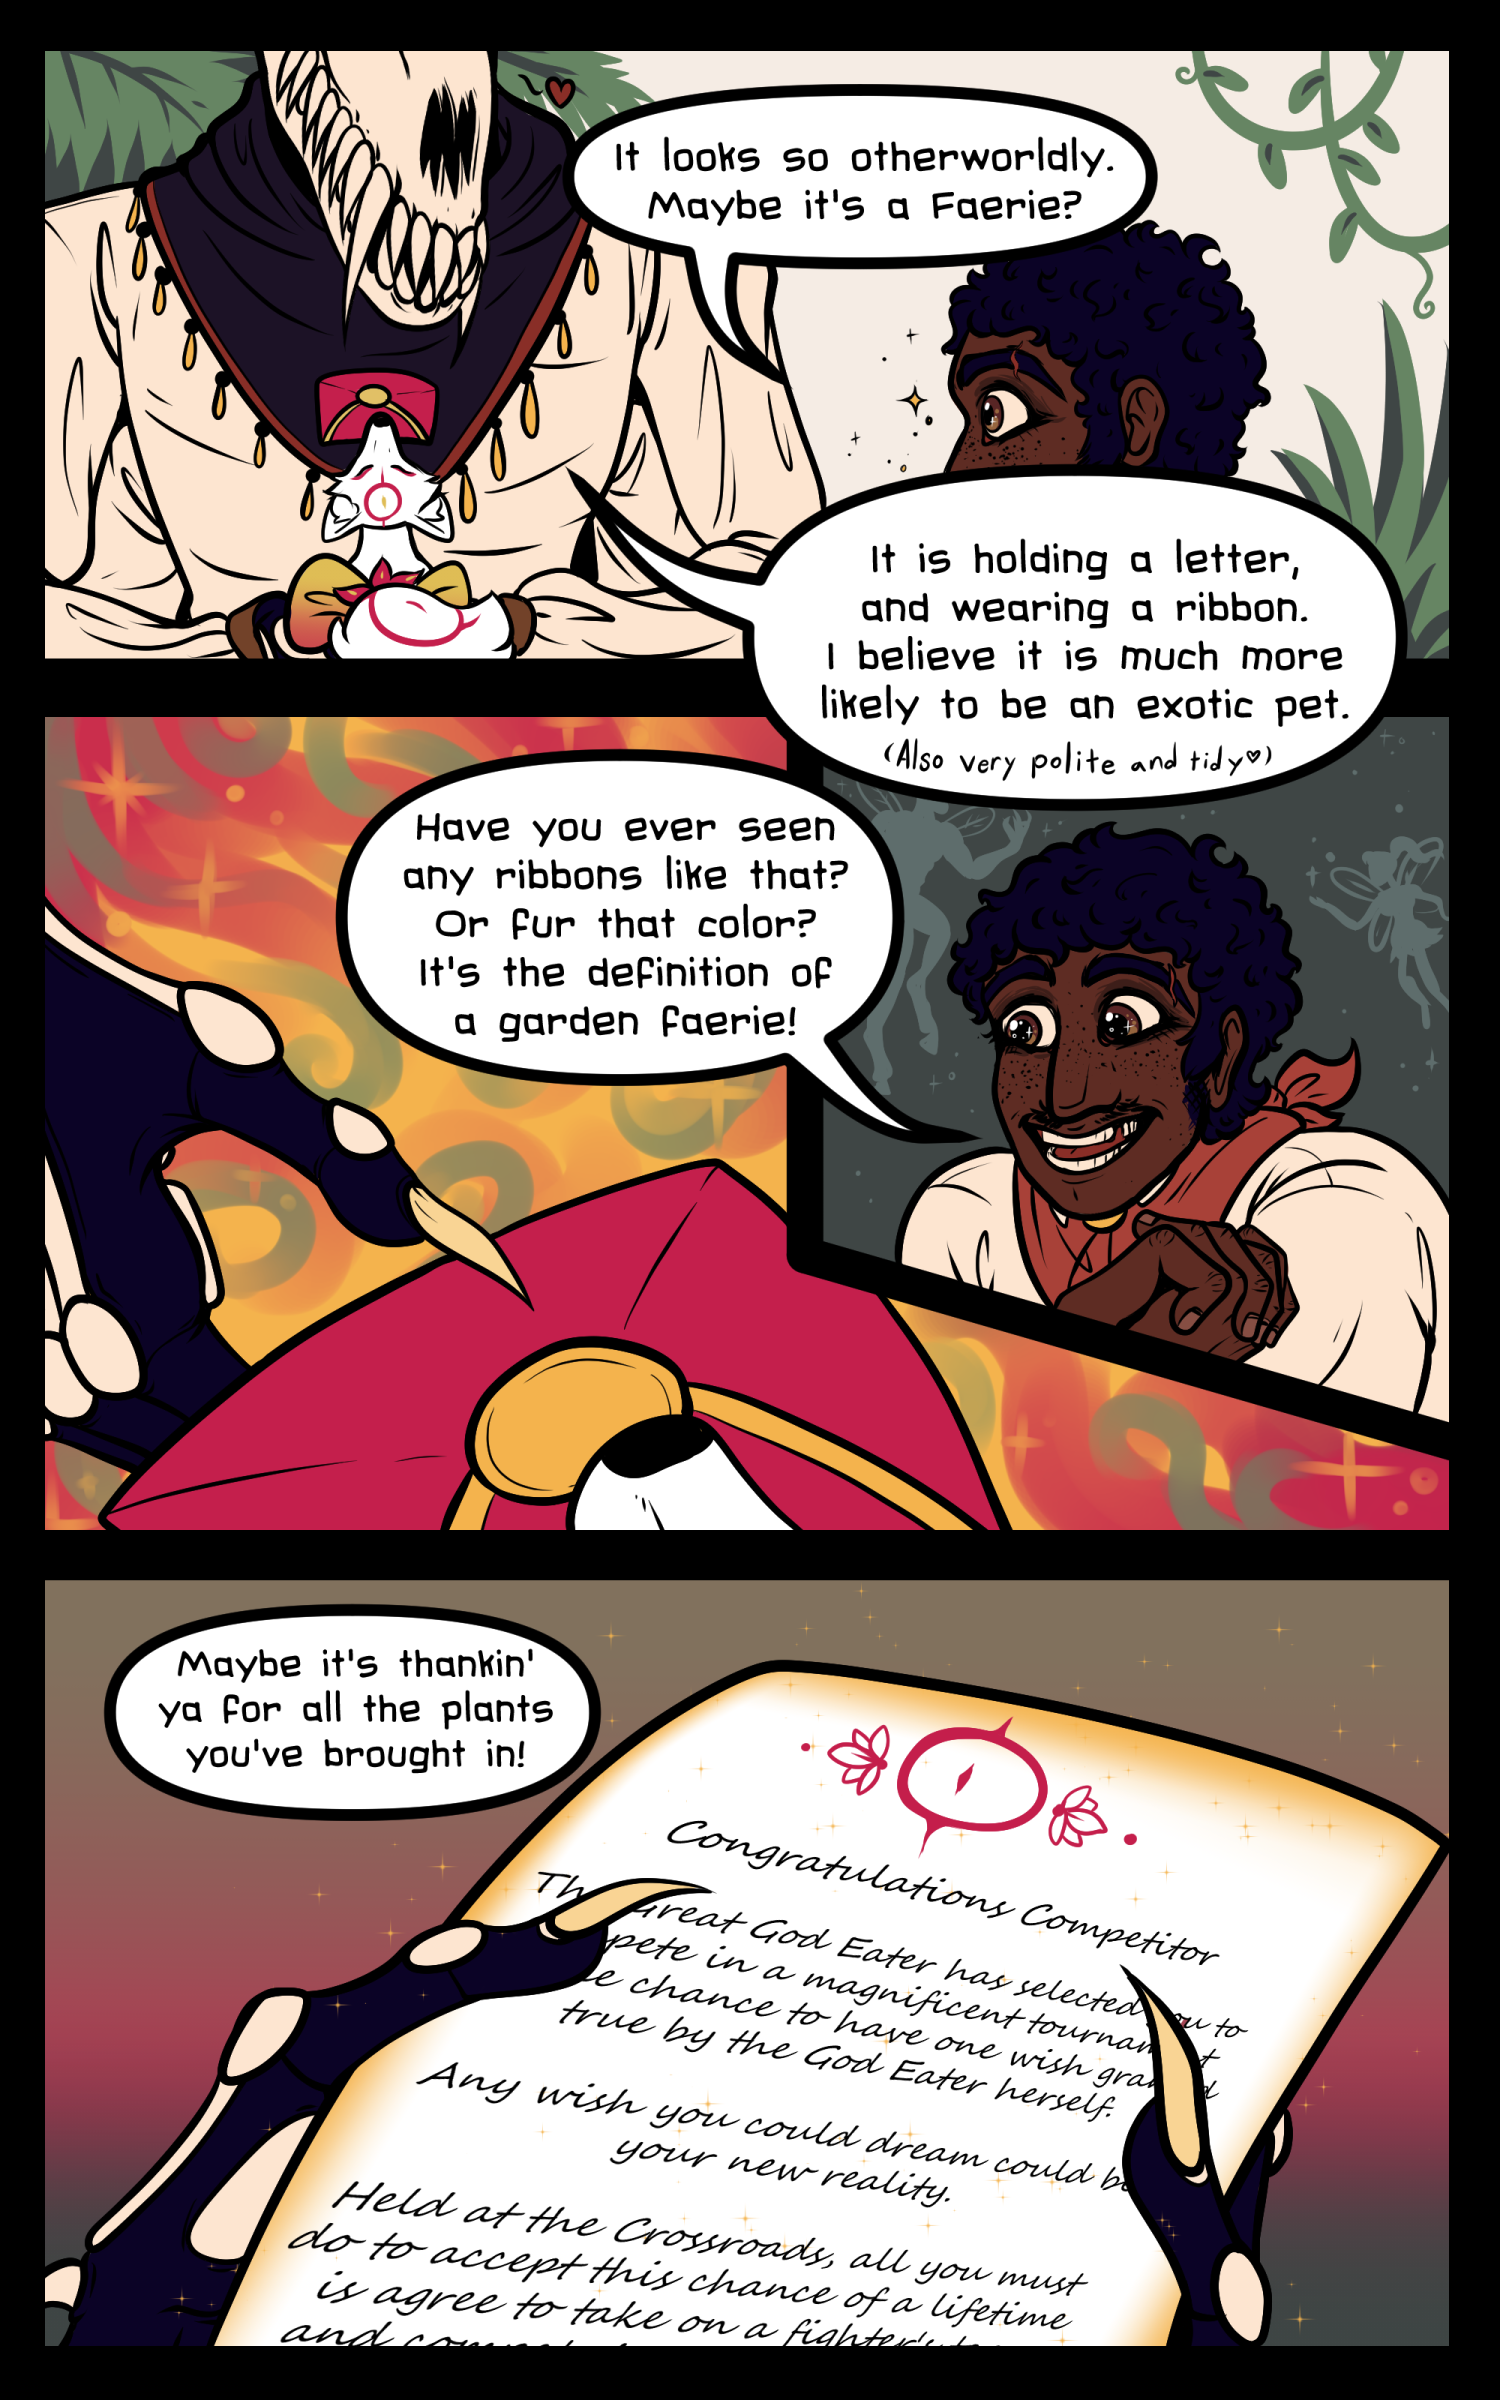 It looks so otherworldly.
Maybe it's a Faerie?
It is holding a letter,
and wearing a ribbon.
I believe it is much more
likely to be an exotic pet.
(Also very polite and tidy♡)
Have you ever seen
any ribbons like that?
Or fur that color?
It's the definition of
a garden faerie!
Maybe it's thankin'
ya for all the plants
you've brought in!
Congratulations Competitor
Great God Eater has selected you to
in a magnificent
chance to have one wish
true by the God Eater herself.
Any wish you could dream could
your new reality.
Held at the Crossroads, all you must
do to accept this chance of a lifetime
is agree to take on a fighter's
and